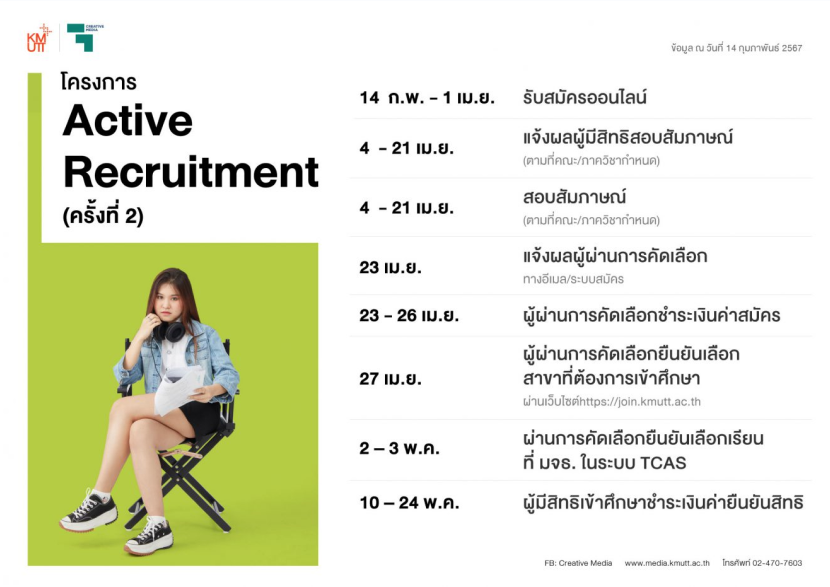 KMUTT
CREATIVE
MEDIA
ข้อมูล ณ วันที่ 14 กุมภาพันธ์ 2567
โครงการ
Active
Recruitment
(ครั้งที่ 2)
14 ก.พ. - 1 เม.ย. รับสมัครออนไลน์
4 - 21 เม.ย. แจ้งผลผู้มีสิทธิสอบสัมภาษณ์
(ตามที่คณะ/ภาควิชากำหนด)
4 - 21 เม.ย. สอบสัมภาษณ์
(ตามที่คณะ/ภาควิชากำหนด)
23 เม.ย. แจ้งผลผู้ผ่านการคัดเลือก
ทางอีเมล/ระบบสมัคร
23 - 26 เม.ย. ผู้ผ่านการคัดเลือกชำระเงินค่าสมัคร
27 เม.ย. ผู้ผ่านการคัดเลือกยืนยันเลือก
สาขาที่ต้องการเข้าศึกษา
ผ่านเว็บไซต์https://join.kmutt.ac.th
2 – 3 พ.ค. ผ่านการคัดเลือกยืนยันเลือกเรียน
ที่ มจธ. ในระบบ TCAS
10 – 24 พ.ค. ผู้มีสิทธิเข้าศึกษาชำระเงินค่ายืนยันสิทธิ
FB: Creative Media www.media.kmutt.ac.th โทรศัพท์ 02-470-7603